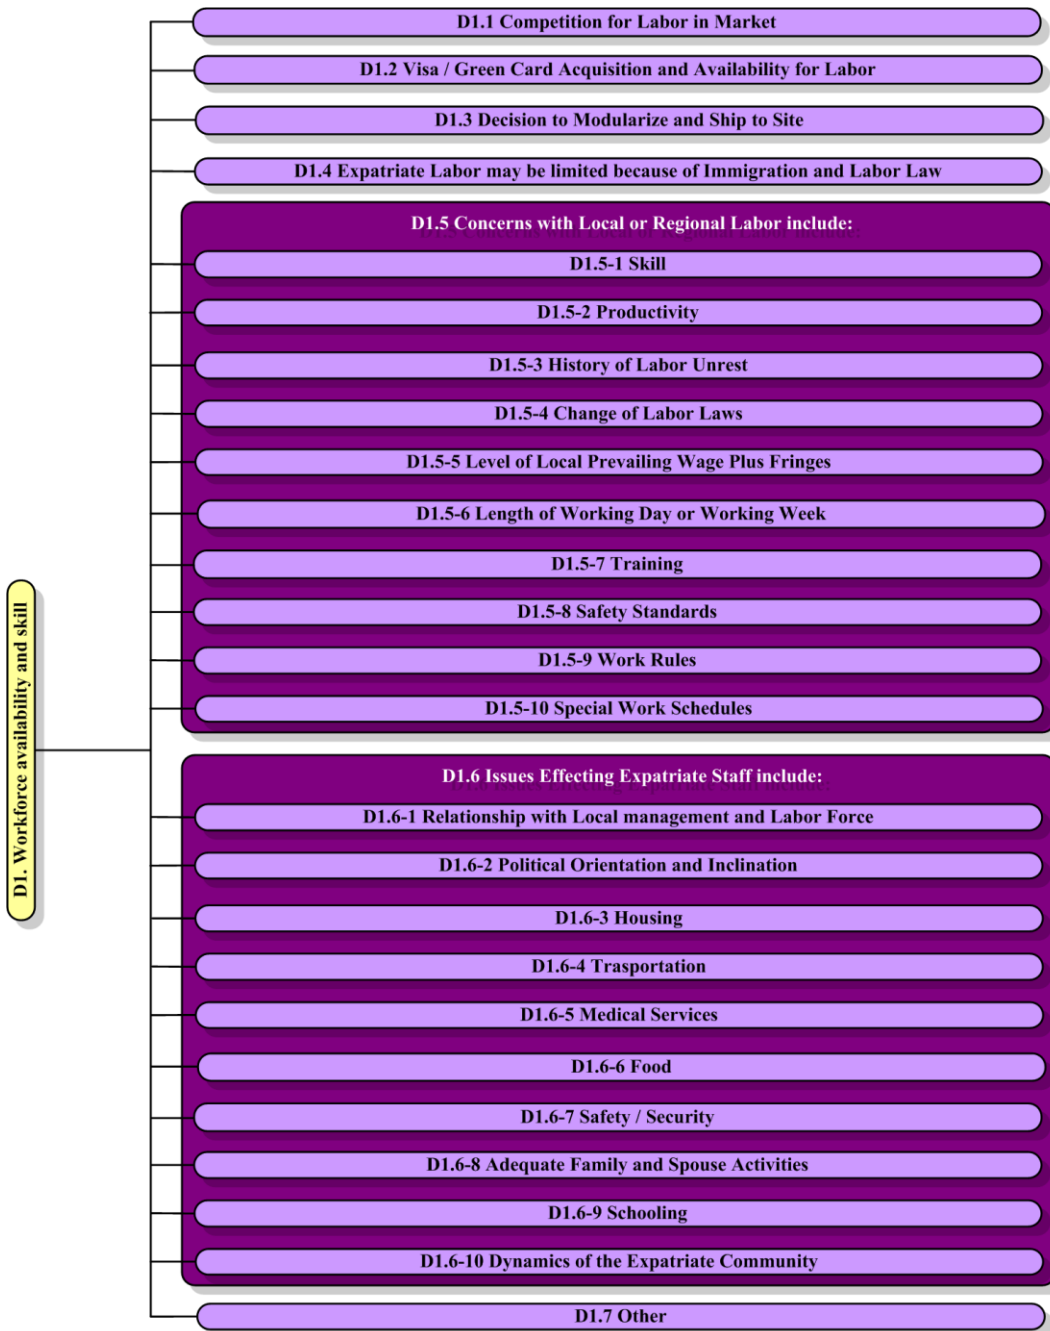 D1. Workforce availability and skill
D1.1 Competition for Labor in Market
D1.2 Visa / Green Card Acquisition and Availability for Labor
D1.3 Decision to Modularize and Ship to Site
D1.4 Expatriate Labor may be limited because of Immigration and Labor Law
D1.5 Concerns with Local or Regional Labor include:
D1.5-1 Skill
D1.5-2 Productivity
D1.5-3 History of Labor Unrest
D1.5-4 Change of Labor Laws
D1.5-5 Level of Local Prevailing Wage Plus Fringes
D1.5-6 Length of Working Day or Working Week
D1.5-7 Training
D1.5-8 Safety Standards
D1.5-9 Work Rules
D1.5-10 Special Work Schedules
D1.6 Issues Effecting Expatriate Staff include:
D1.6-1 Relationship with Local management and Labor Force
D1.6-2 Political Orientation and Inclination
D1.6-3 Housing
D1.6-4 Trasportation
D1.6-5 Medical Services
D1.6-6 Food
D1.6-7 Safety / Security
D1.6-8 Adequate Family and Spouse Activities
D1.6-9 Schooling
D1.6-10 Dynamics of the Expatriate Community
D1.7 Other